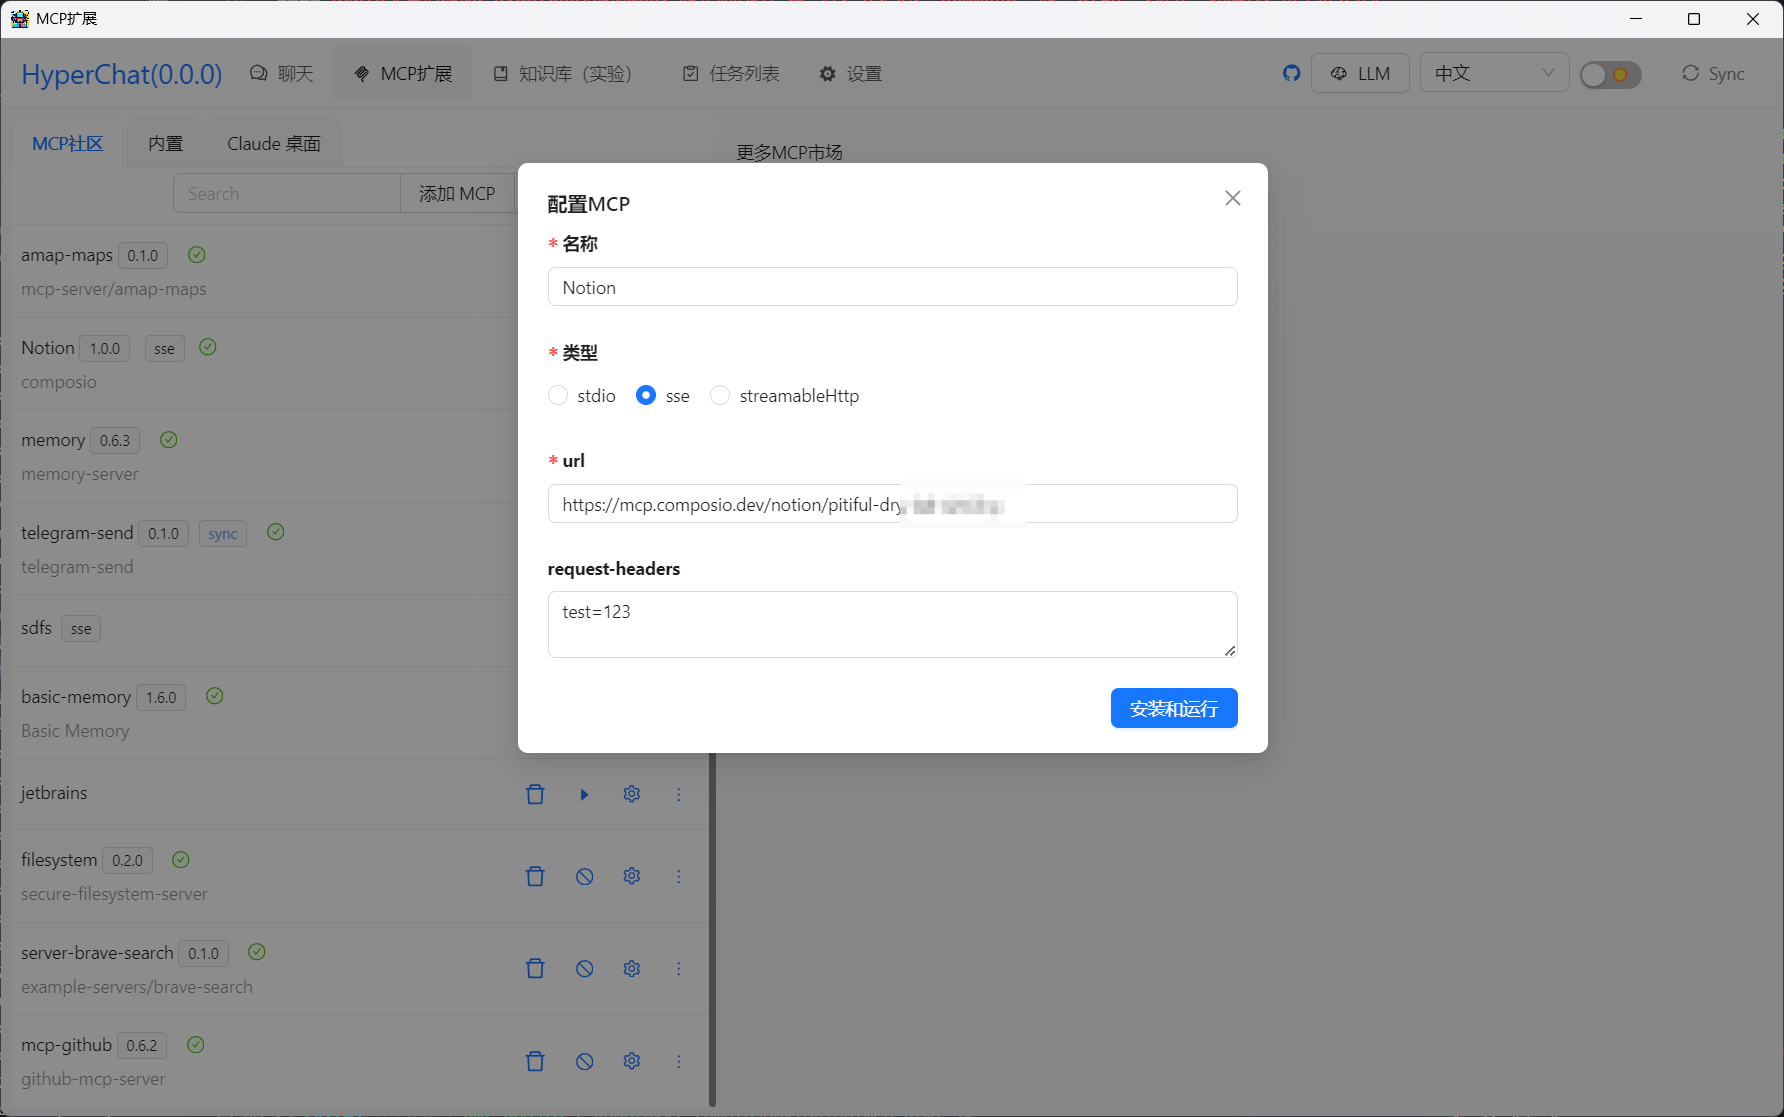 MCP扩展
HyperChat(0.0.0)
聊天
MCP扩展
知识库（实验）
任务列表
设置
LLM
中文
Sync
MCP社区
内置
Claude 桌面
更多MCP市场
Search
添加 MCP
amap-maps 0.1.0
mcp-server/amap-maps
Notion 1.0.0 sse
composio
memory 0.6.3
memory-server
telegram-send 0.1.0 sync
telegram-send
sdfs sse
basic-memory 1.6.0
Basic Memory
jetbrains
filesystem 0.2.0
secure-filesystem-server
server-brave-search 0.1.0
example-servers/brave-search
mcp-github 0.6.2
github-mcp-server
配置MCP
* 名称
Notion
* 类型
stdio sse streamableHttp
* url
https://mcp.composio.dev/notion/pitiful-dry
request-headers
test=123
安装和运行